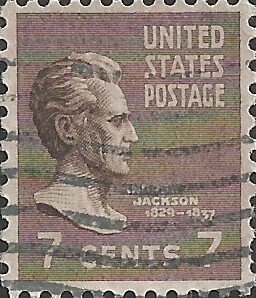 UNITED
STATES
POSTAGE
JACKSON
1829-1837
7 CENTS 7